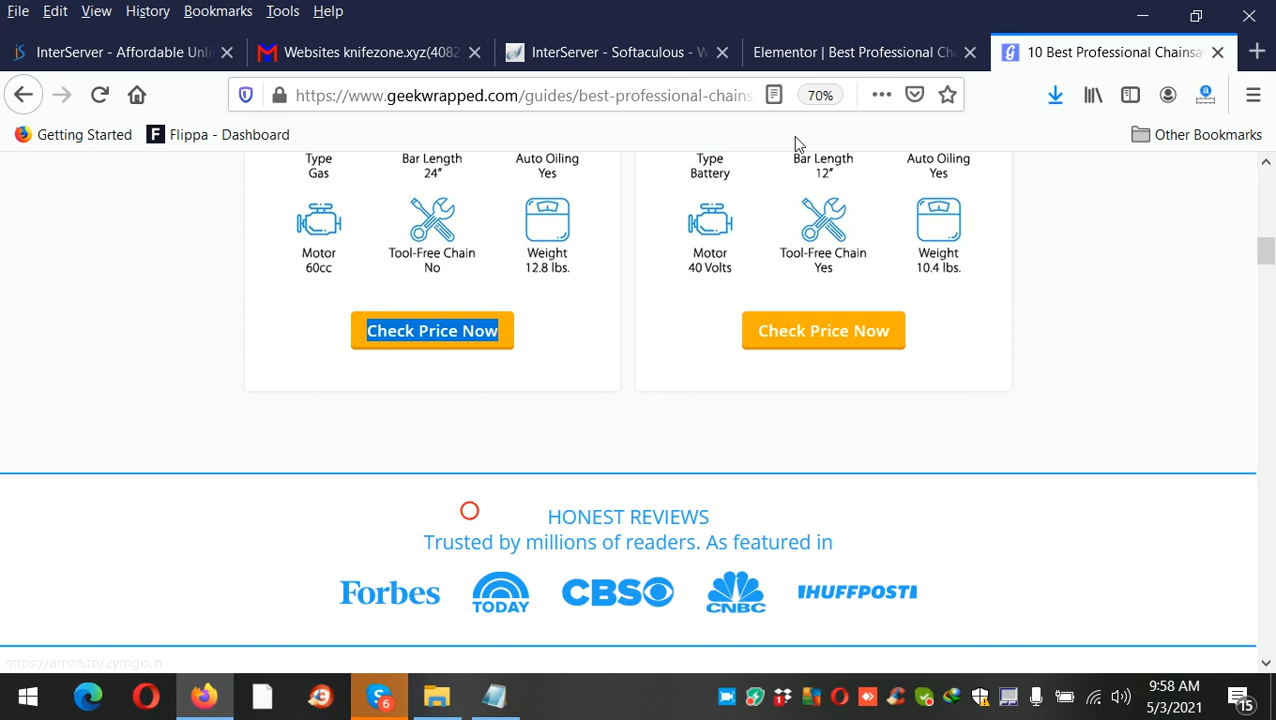 File Edit View History Bookmarks Tools Help
InterServer - Affordable Unli
Websites knifezone.xyz(4082
InterServer - Softaculous - W
Elementor | Best Professional Cha
10 Best Professional Chainsa
https://www.geekwrapped.com/guides/best-professional-chains
70%
Getting Started
F Flippa - Dashboard
Other Bookmarks
Type Bar Length Auto Oiling
Gas 24" Yes
Motor Tool-Free Chain Weight
60cc No 12.8 lbs.
Check Price Now
Type Bar Length Auto Oiling
Battery 12" Yes
Motor Tool-Free Chain Weight
40 Volts Yes 10.4 lbs.
Check Price Now
HONEST REVIEWS
Trusted by millions of readers. As featured in
Forbes TODAY CBS CNBC HUFFPOST
6
9:58 AM
5/3/2021
15